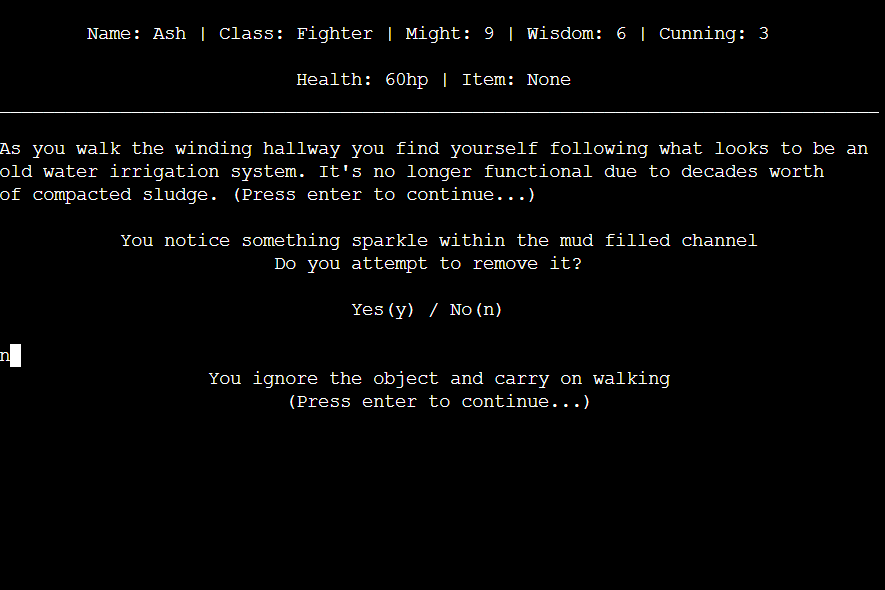 Name: Ash | Class: Fighter | Might: 9 | Wisdom: 6 | Cunning: 3
Health: 60hp | Item: None
As you walk the winding hallway you find yourself following what looks to be an
old water irrigation system. It's no longer functional due to decades worth
of compacted sludge. (Press enter to continue...)
You notice something sparkle within the mud filled channel
Do you attempt to remove it?
Yes(y) / No(n)
n
You ignore the object and carry on walking
(Press enter to continue...)